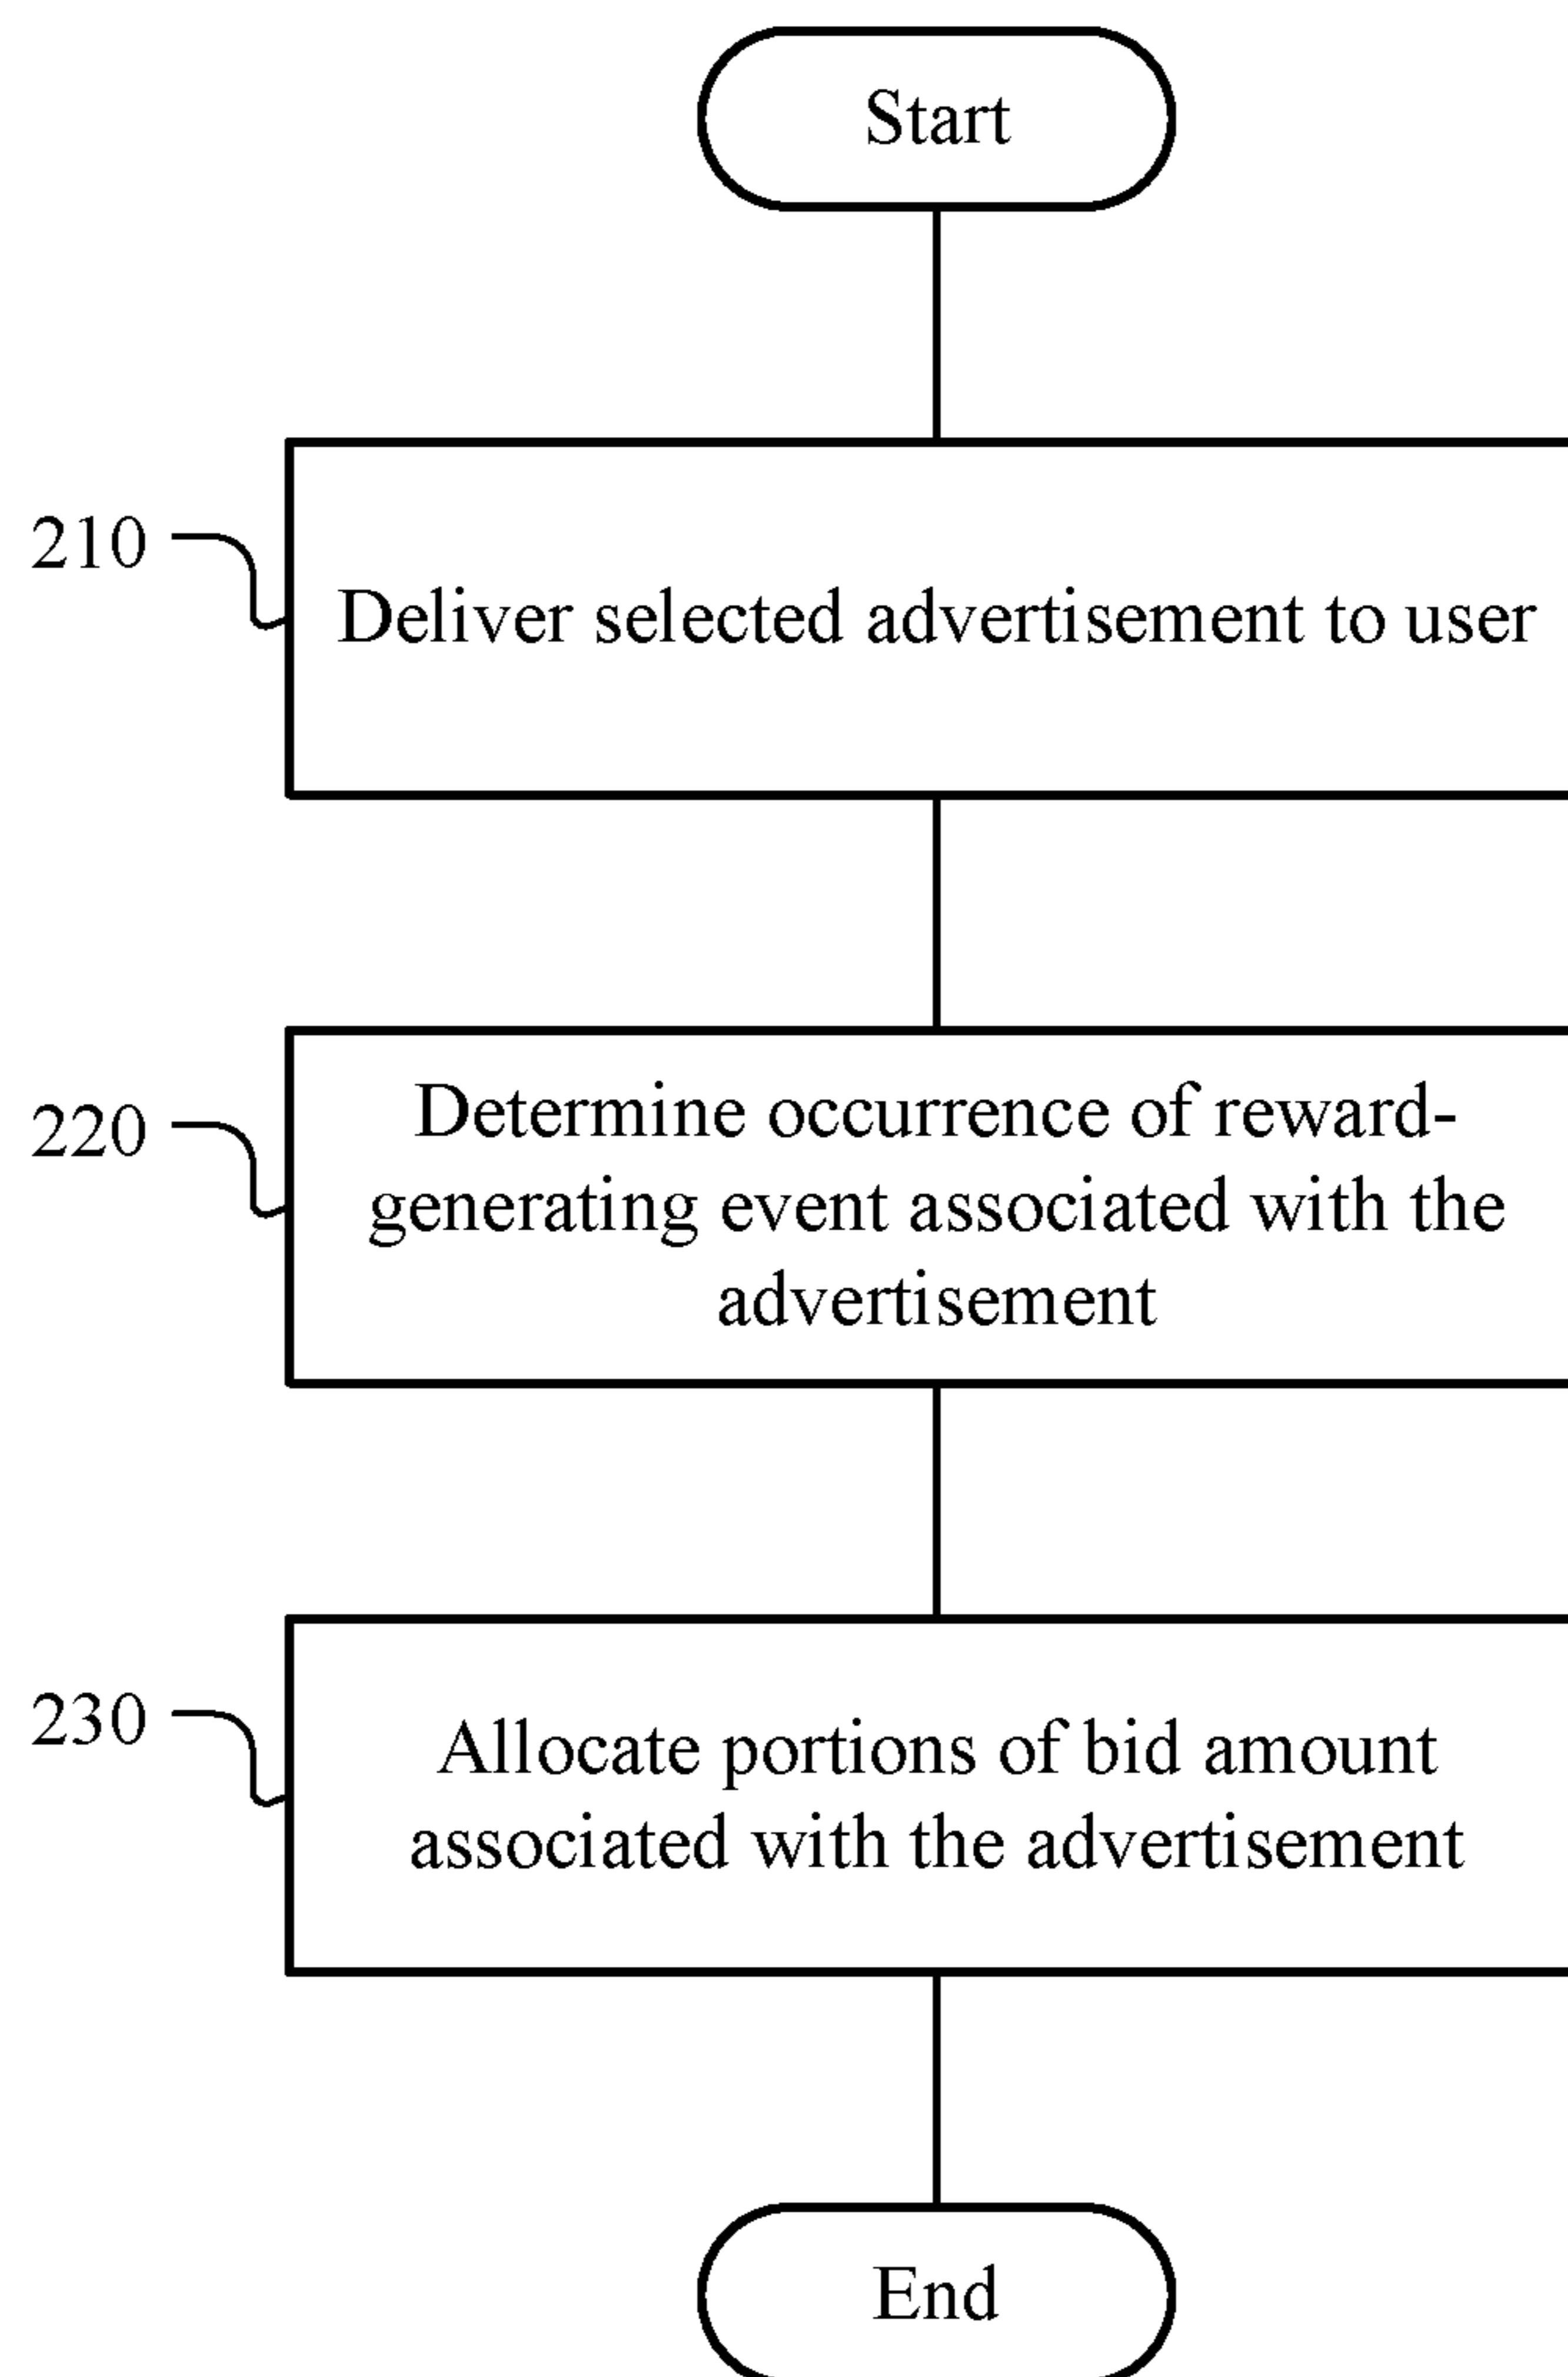 Start
210
Deliver selected advertisement to user
220
Determine occurrence of reward-
generating event associated with the
advertisement
230
Allocate portions of bid amount
associated with the advertisement
End